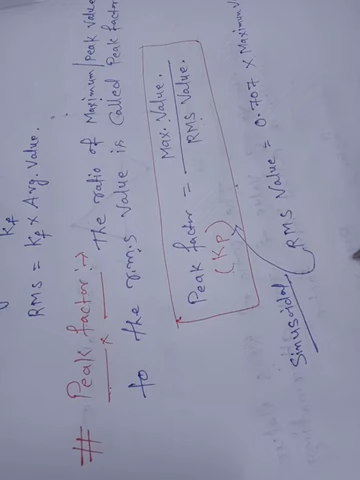 Kf
RMS = Kf × Avg. Value.
# Peak factor :→ the ratio of Maximum/Peak Value
to the r.m.s Value is Called Peak factor
Peak factor = Max. Value. / RMS Value.
(KP)
Sinusoidal RMS Value = 0.707 × Maximum V